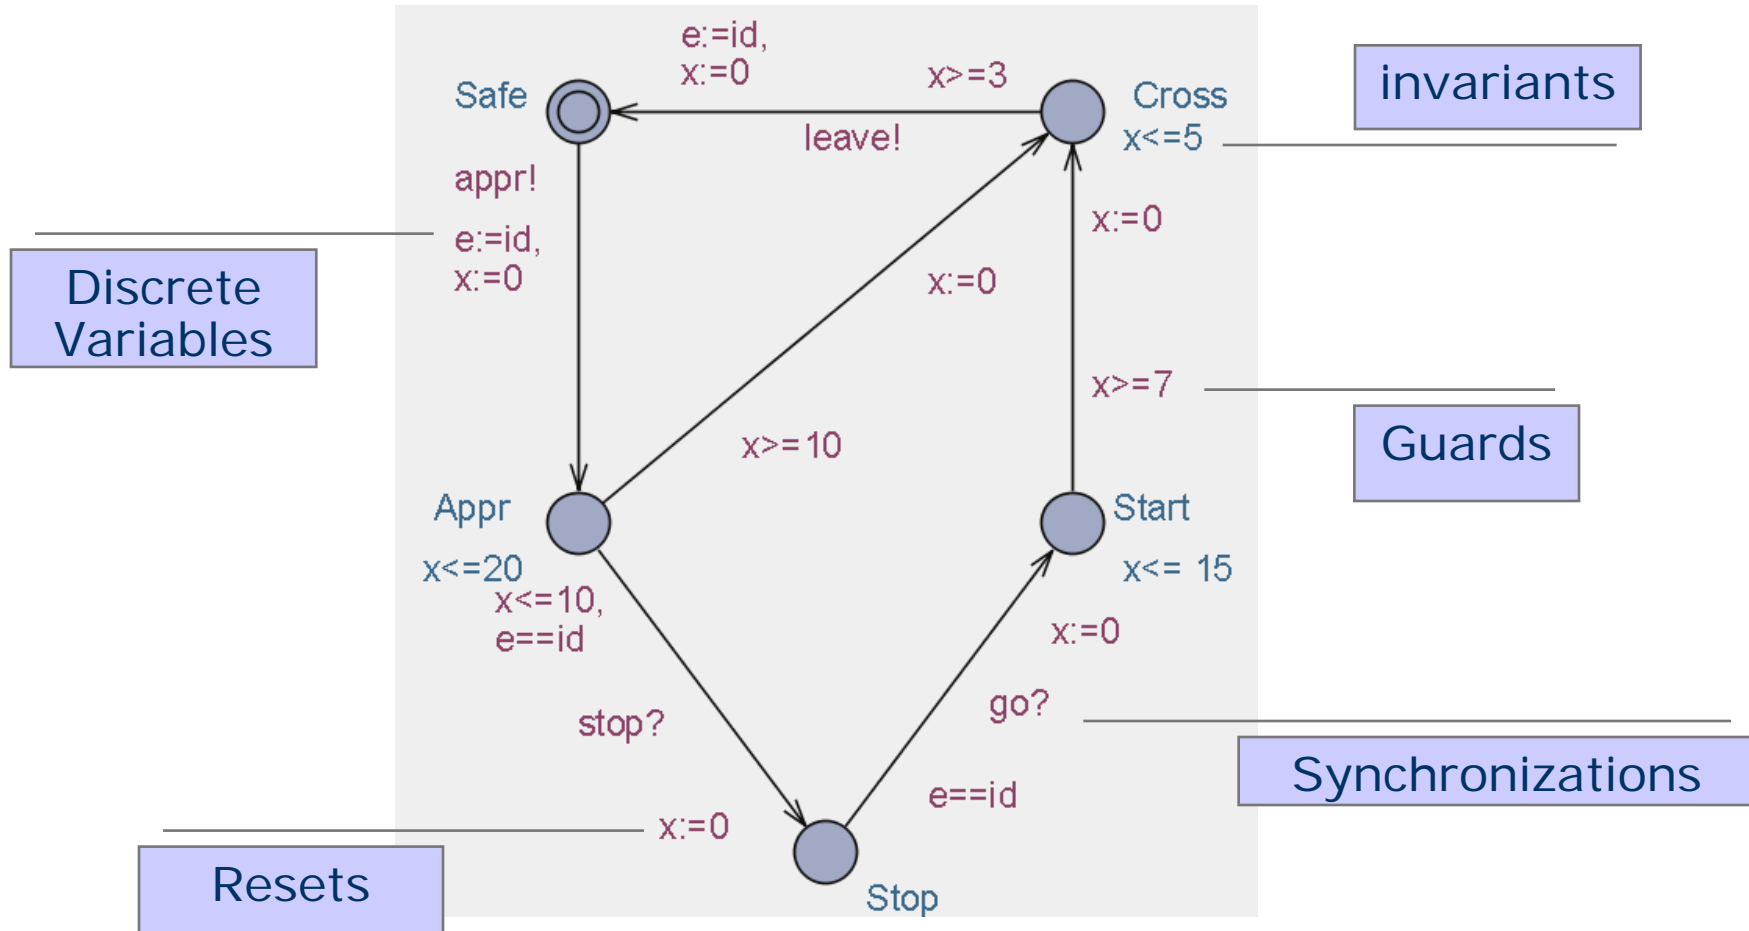 e:=id,
x:=0
x>=3
Safe
Cross
x<=5
leave!
invariants
appr!
e:=id,
x:=0
Discrete
Variables
x:=0
x:=0
x>=7
Guards
x>=10
Appr
x<=20
Start
x<= 15
x<=10,
e==id
x:=0
stop?
go?
Synchronizations
e==id
x:=0
Resets
Stop